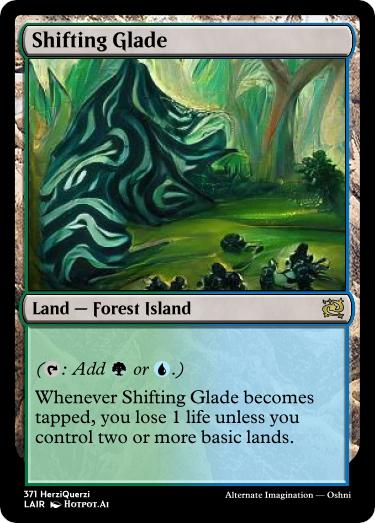 Shifting Glade
Land — Forest Island
(: Add or .)
Whenever Shifting Glade becomes
tapped, you lose 1 life unless you
control two or more basic lands.
371 HerziQuerzi
LAIR Hotpot.Ai
Alternate Imagination — Oshni